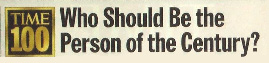 TIME
100
Who Should Be the
Person of the Century?